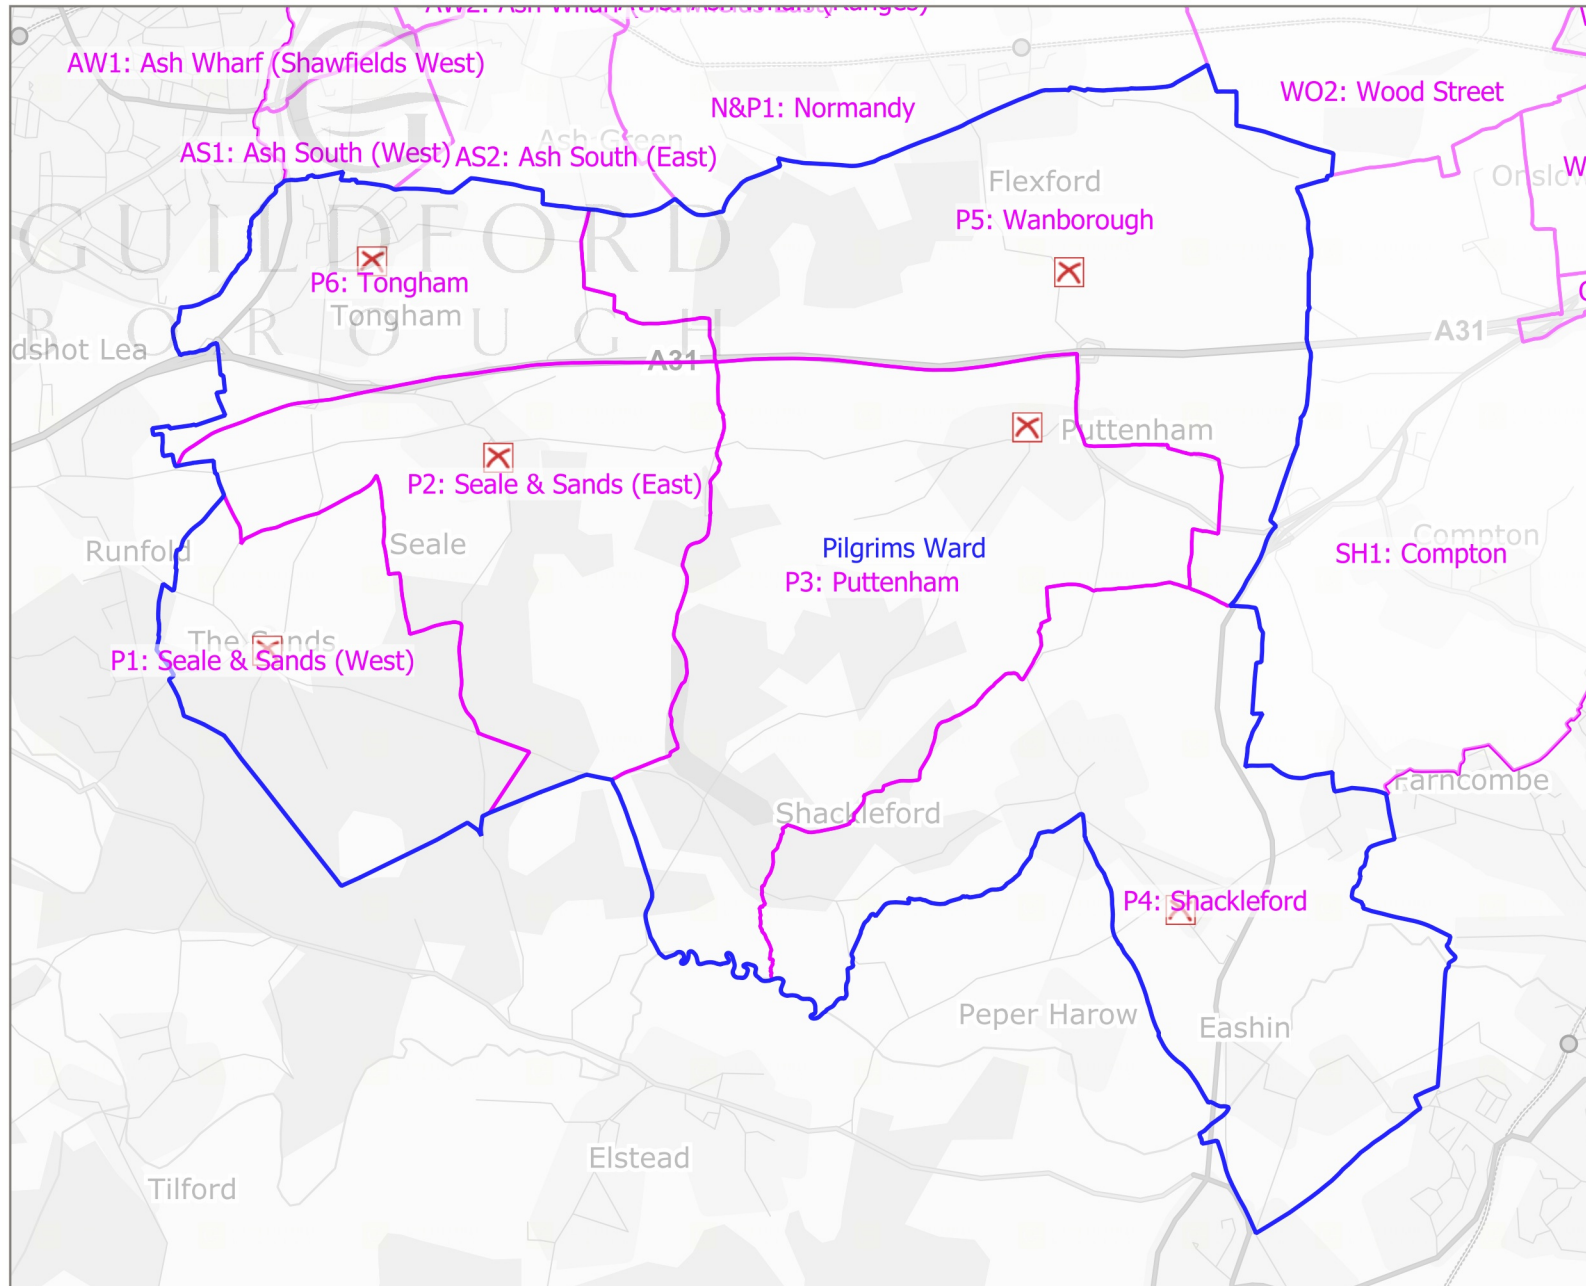 AW1: Ash Wharf (Shawfields West)
N&P1: Normandy
WO2: Wood Street
Ash Green
AS1: Ash South (West)
AS2: Ash South (East)
Flexford
GUILDFORD
P5: Wanborough
P6: Tongham
Tongham
BOROUGH
dshot Lea
A31
A31
Puttenham
P2: Seale & Sands (East)
Seale
Runfold
Pilgrims Ward
P3: Puttenham
Compton
SH1: Compton
The Sands
P1: Seale & Sands (West)
Shackleford
Farncombe
P4: Shackleford
Peper Harow
Eashin
Elstead
Tilford